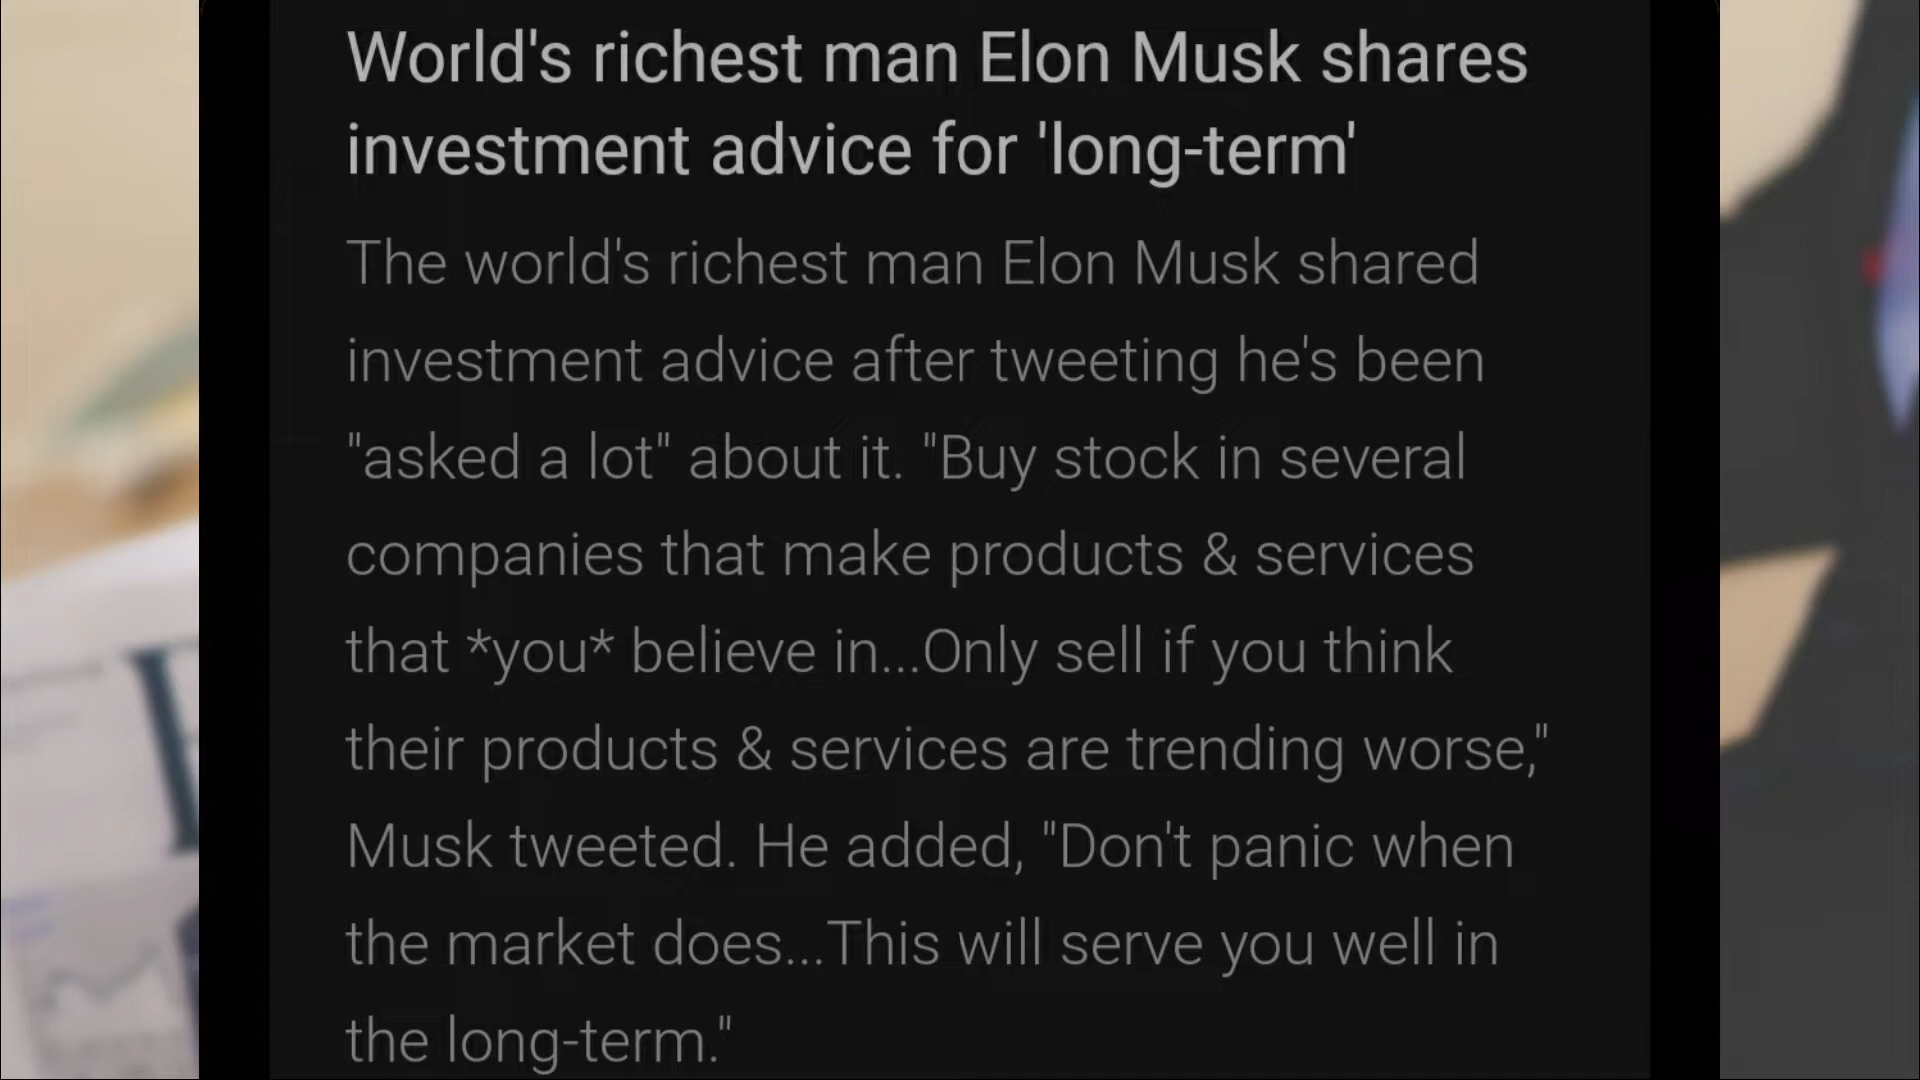 World's richest man Elon Musk shares
investment advice for 'long-term'
The world's richest man Elon Musk shared
investment advice after tweeting he's been
"asked a lot" about it. "Buy stock in several
companies that make products & services
that *you* believe in...Only sell if you think
their products & services are trending worse,"
Musk tweeted. He added, "Don't panic when
the market does...This will serve you well in
the long-term."